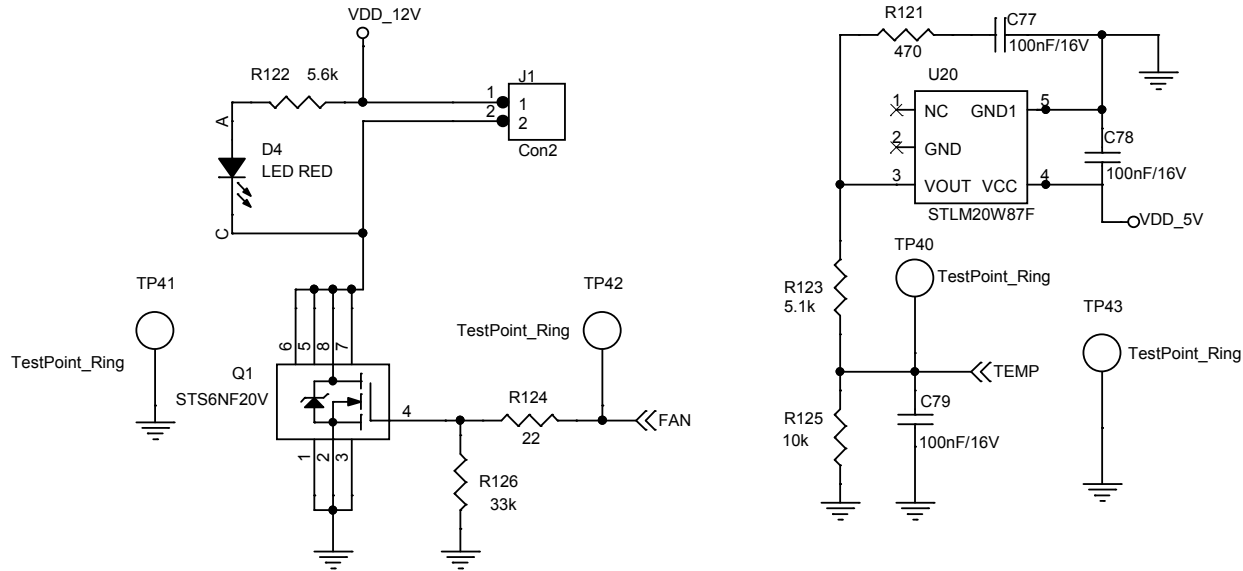 VDD_12V
R122 5.6k
J1
1
2
1
2
Con2
A
D4
LED RED
C
TP41
TestPoint_Ring
TP42
TestPoint_Ring
6
5
8
7
Q1
STS6NF20V
4
R124
22
FAN
1
2
3
R126
33k
R121
470
C77
100nF/16V
U20
1
NC
GND1
5
2
GND
C78
100nF/16V
3
VOUT
VCC
4
STLM20W87F
VDD_5V
TP40
TestPoint_Ring
R123
5.1k
TP43
TestPoint_Ring
TEMP
C79
R125
10k
100nF/16V